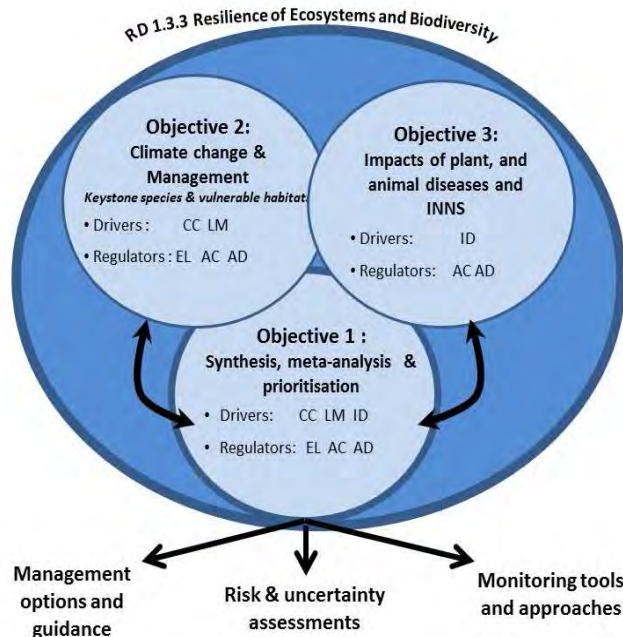 RD 1.3.3 Resilience of Ecosystems and Biodiversity
Objective 2:
Climate change &
Management
Keystone species & vulnerable habitat
• Drivers : CC LM
• Regulators : EL AC AD
Objective 3:
Impacts of plant, and
animal diseases and
INNS
• Drivers: ID
• Regulators: AC AD
Objective 1 :
Synthesis, meta-analysis &
prioritisation
• Drivers: CC LM ID
• Regulators: EL AC AD
Management
options and
guidance
Risk & uncertainty
assessments
Monitoring tools
and approaches